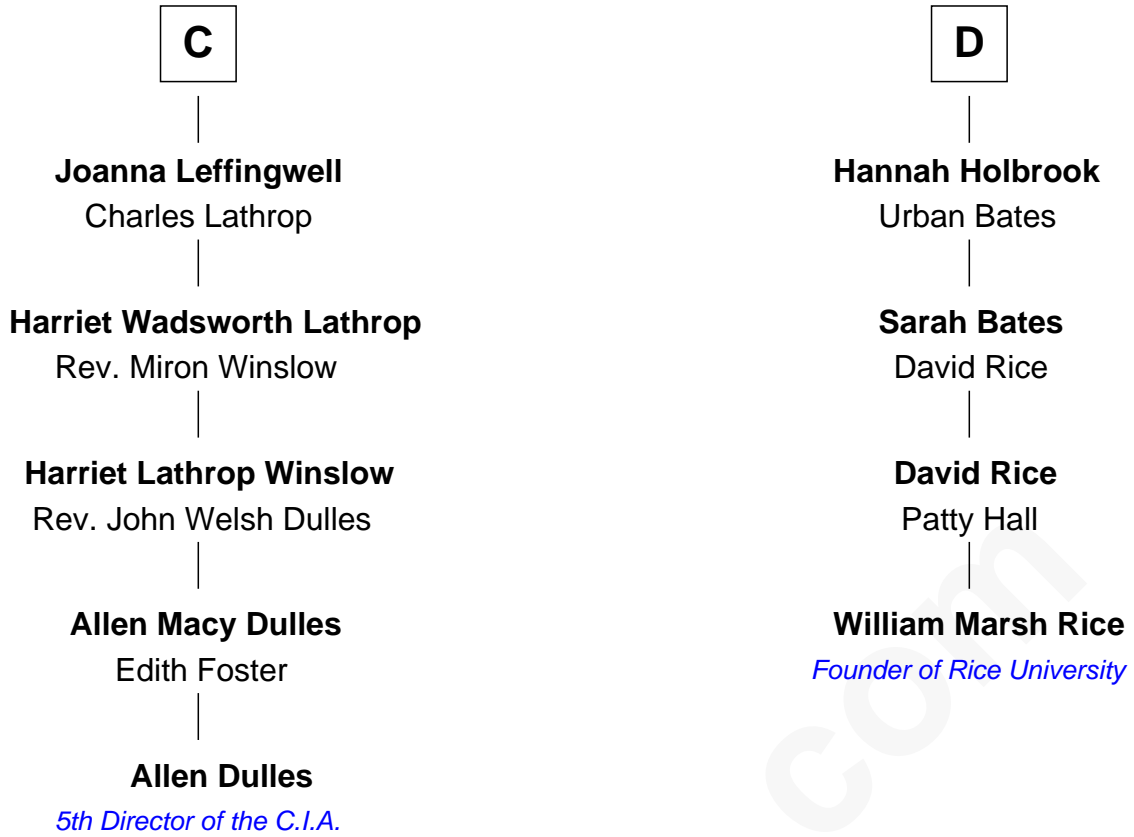 C
Joanna Leffingwell
Charles Lathrop
Harriet Wadsworth Lathrop
Rev. Miron Winslow
Harriet Lathrop Winslow
Rev. John Welsh Dulles
Allen Macy Dulles
Edith Foster
Allen Dulles
5th Director of the C.I.A.
D
Hannah Holbrook
Urban Bates
Sarah Bates
David Rice
David Rice
Patty Hall
William Marsh Rice
Founder of Rice University
com